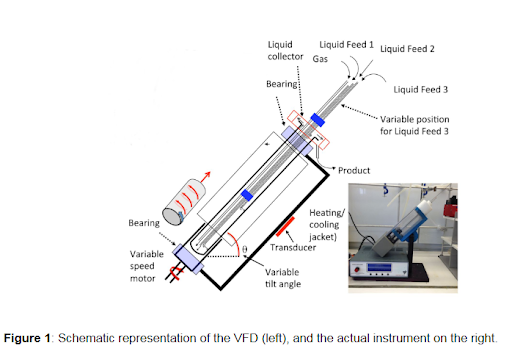 Liquid
collector
Gas
Liquid Feed 1
Liquid Feed 2
Bearing
Liquid Feed 3
Variable position
for Liquid Feed 3
Product
Bearing
Heating/
cooling
jacket)
Transducer
θ
Variable
speed
motor
Variable
tilt angle
Figure 1: Schematic representation of the VFD (left), and the actual instrument on the right.